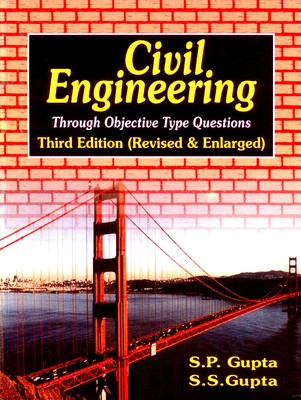 Civil
Engineering
Through Objective Type Questions
Third Edition (Revised & Enlarged)
S.P. Gupta
S.S.Gupta